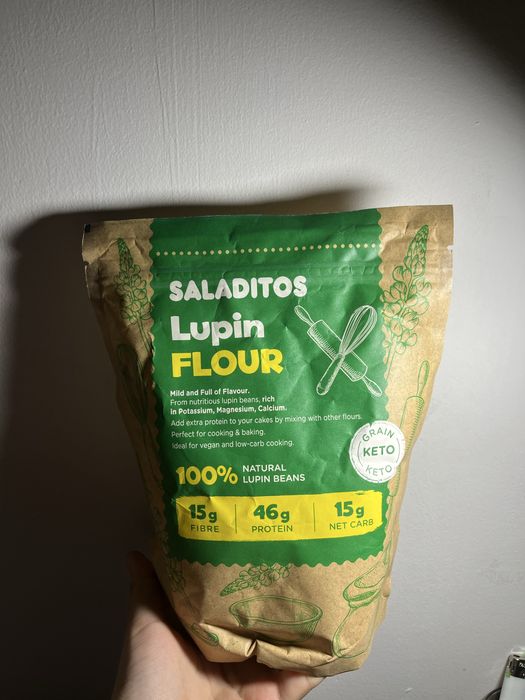 SALADITOS
Lupin
FLOUR
Mild and Full of Flavour.
From nutritious lupin beans, rich
in Potassium, Magnesium, Calcium.
Add extra protein to your cakes by mixing with other flours.
Perfect for cooking & baking.
Ideal for vegan and low-carb cooking.
GRAIN
KETO
KETO
100% NATURAL
LUPIN BEANS
15g
FIBRE
46g
PROTEIN
15g
NET CARB